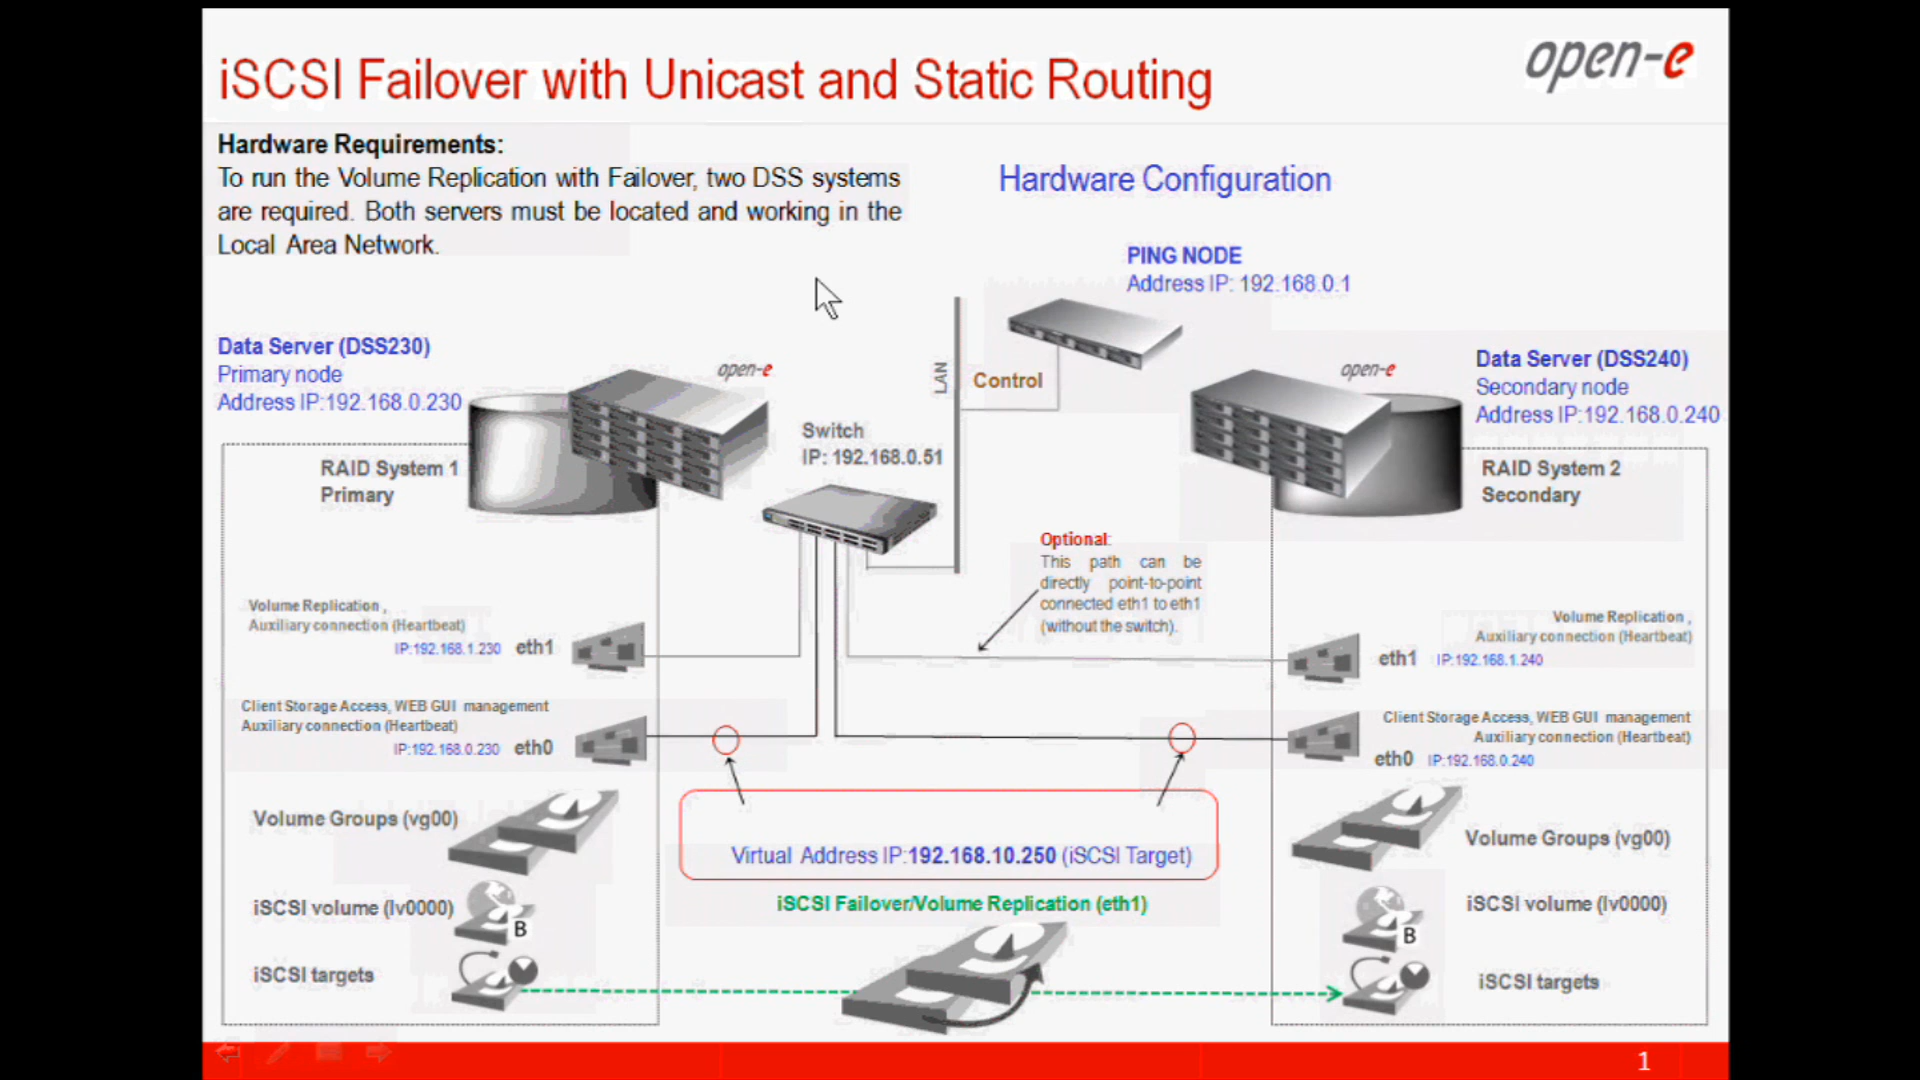 iSCSI Failover with Unicast and Static Routing
open-e
Hardware Requirements:
To run the Volume Replication with Failover, two DSS systems
are required. Both servers must be located and working in the
Local Area Network.
Hardware Configuration
PING NODE
Address IP: 192.168.0.1
Data Server (DSS230)
Primary node
Address IP:192.168.0.230
open-e
LAN
Control
open-e
Data Server (DSS240)
Secondary node
Address IP:192.168.0.240
RAID System 1
Primary
Switch
IP: 192.168.0.51
RAID System 2
Secondary
Optional:
This path can be
directly point-to-point
connected eth1 to eth1
(without the switch).
Volume Replication ,
Auxiliary connection (Heartbeat)
IP:192.168.1.230 eth1
Volume Replication ,
Auxiliary connection (Heartbeat)
eth1 IP:192.168.1.240
Client Storage Access, WEB GUI management
Auxiliary connection (Heartbeat)
IP:192.168.0.230 eth0
Client Storage Access, WEB GUI management
Auxiliary connection (Heartbeat)
eth0 IP:192.168.0.240
Volume Groups (vg00)
Virtual Address IP:192.168.10.250 (iSCSI Target)
Volume Groups (vg00)
iSCSI Failover/Volume Replication (eth1)
iSCSI volume (lv0000)
B
iSCSI volume (lv0000)
B
iSCSI targets
iSCSI targets
1